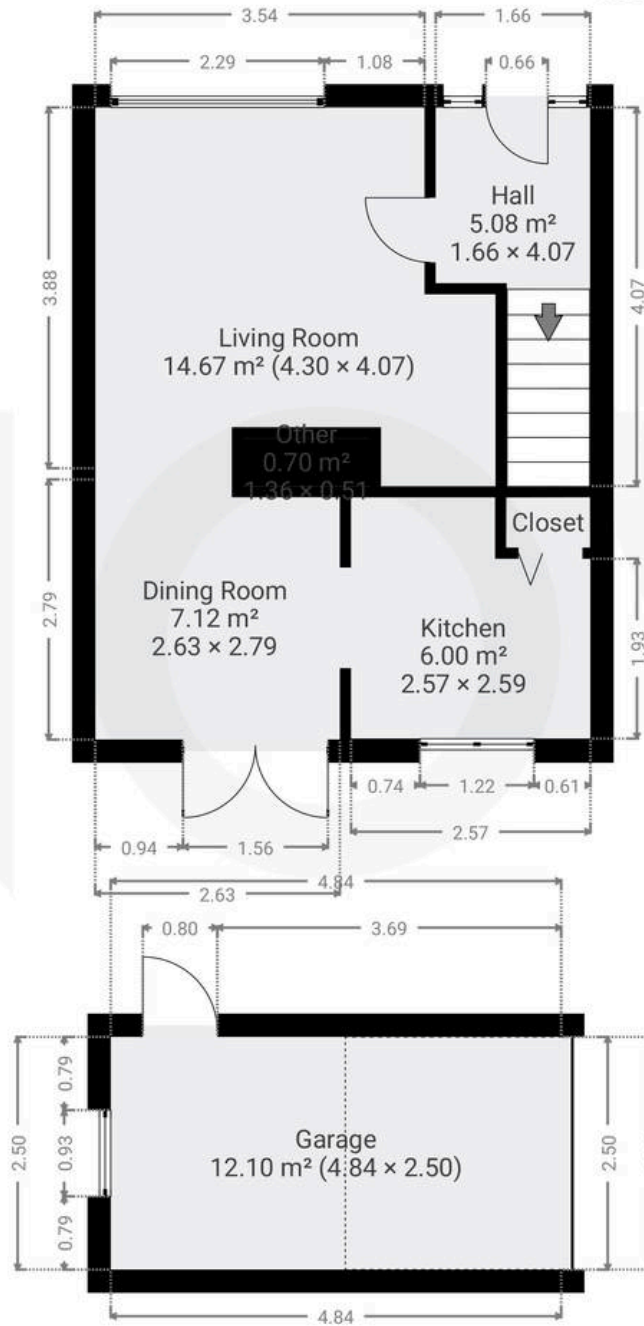 3.54
1.66
2.29
1.08
0.66
Hall
5.08 m²
1.66 × 4.07
3.88
4.07
Living Room
14.67 m² (4.30 × 4.07)
Other
0.70 m²
1.36 × 0.51
Closet
Dining Room
7.12 m²
2.63 × 2.79
2.79
Kitchen
6.00 m²
2.57 × 2.59
1.93
0.74
1.22
0.61
2.57
0.94
1.56
4.84
2.63
0.80
3.69
0.79
2.50
0.93
0.79
Garage
12.10 m² (4.84 × 2.50)
2.50
4.84